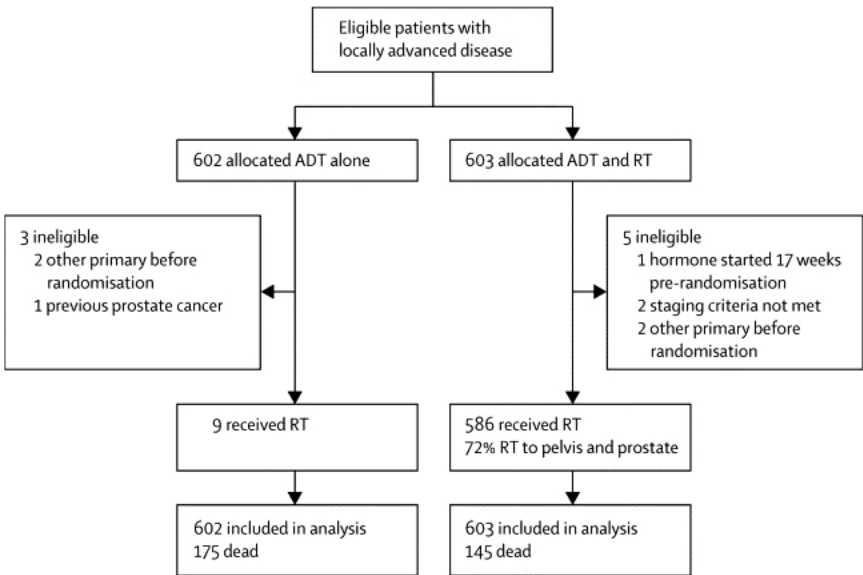 Eligible patients with
locally advanced disease
602 allocated ADT alone
603 allocated ADT and RT
3 ineligible
2 other primary before
randomisation
1 previous prostate cancer
5 ineligible
1 hormone started 17 weeks
pre-randomisation
2 staging criteria not met
2 other primary before
randomisation
9 received RT
586 received RT
72% RT to pelvis and prostate
602 included in analysis
175 dead
603 included in analysis
145 dead